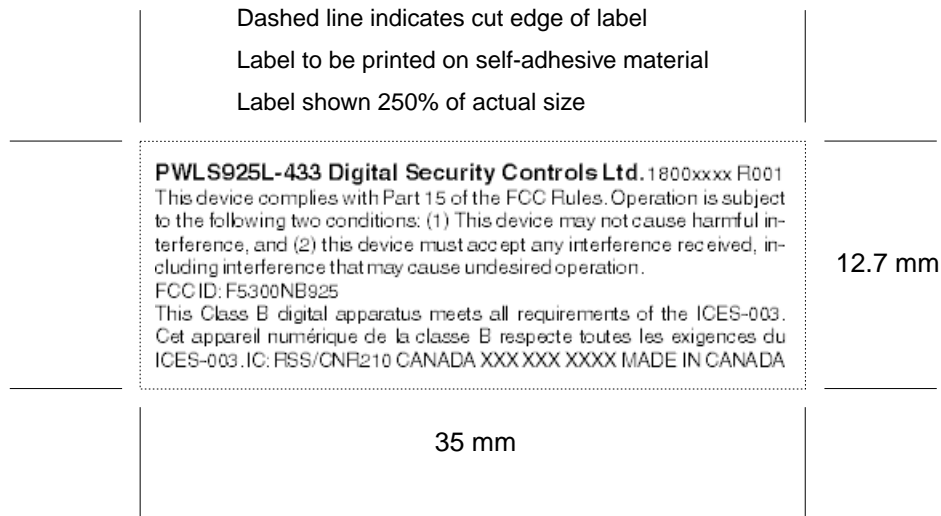 Dashed line indicates cut edge of label
Label to be printed on self-adhesive material
Label shown 250% of actual size
PWLS925L-433 Digital Security Controls Ltd. 1800xxxx R001
This device complies with Part 15 of the FCC Rules. Operation is subject
to the following two conditions: (1) This device may not cause harmful in-
terference, and (2) this device must accept any interference received, in-
cluding interference that may cause undesired operation.
FCC ID: F5300NB925
This Class B digital apparatus meets all requirements of the ICES-003.
Cet appareil numérique de la classe B respecte toutes les exigences du
ICES-003. IC: RSS/CNR210 CANADA XXX XXX XXXX MADE IN CANADA
12.7 mm
35 mm